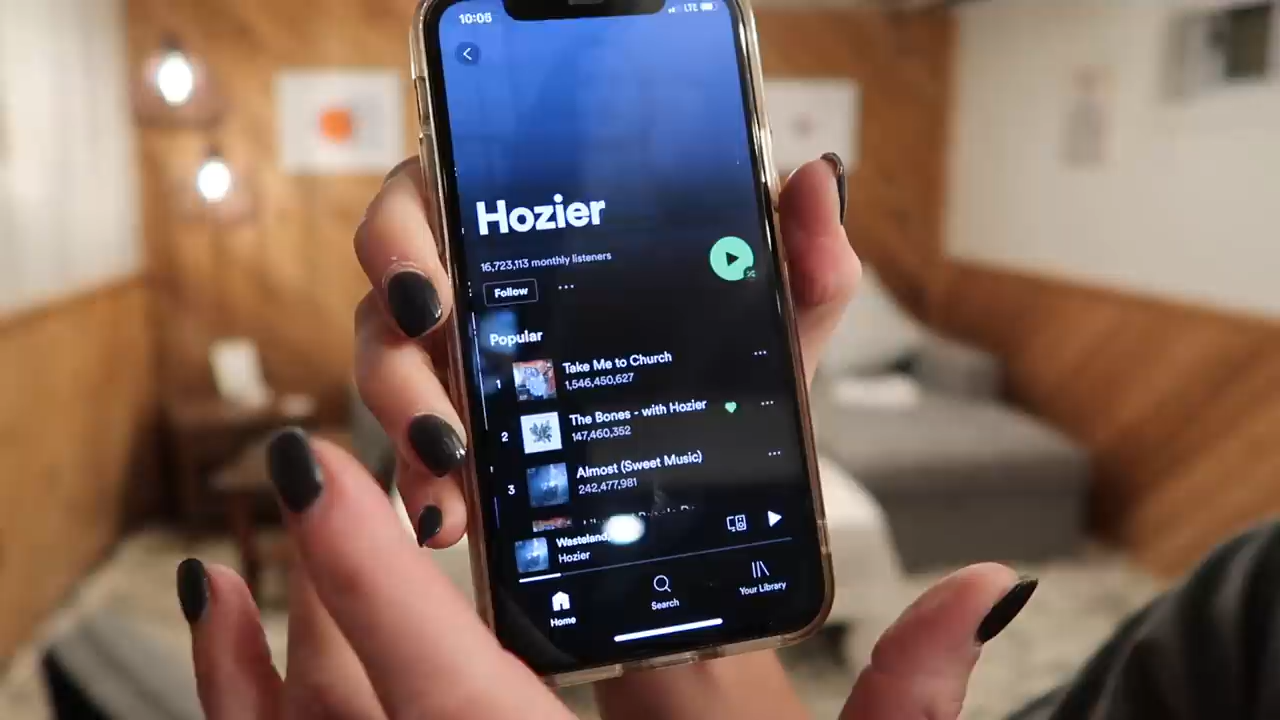 10:05
LTE
Hozier
16,723,113 monthly listeners
Follow
Popular
1
Take Me to Church
1,546,450,627
2
The Bones - with Hozier
147,460,352
3
Almost (Sweet Music)
242,477,981
Wasteland,
Hozier
Home
Search
Your Library